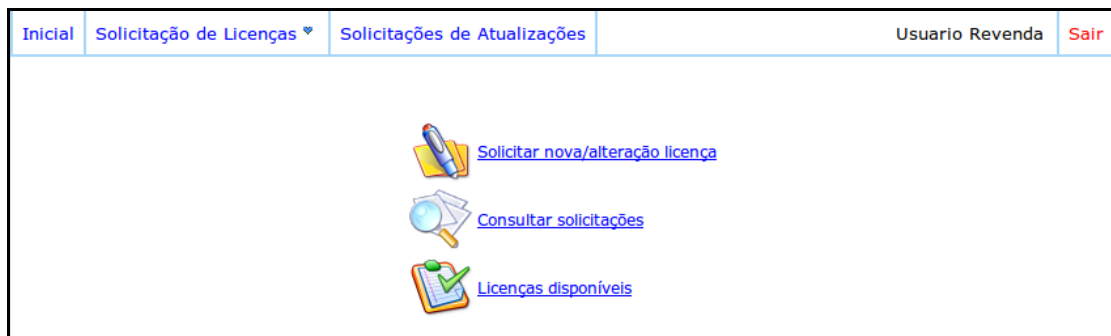 Inicial Solicitação de Licenças Solicitações de Atualizações Usuario Revenda Sair
Solicitar nova/alteração licença
Consultar solicitações
Licenças disponíveis